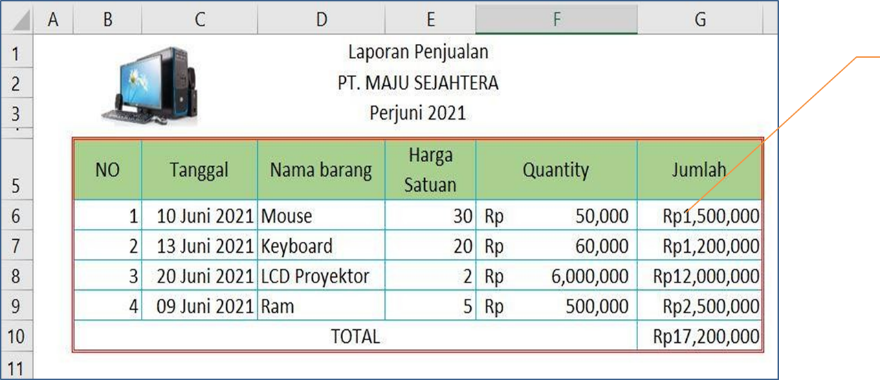 A B C D E F G
1 Laporan Penjualan
2 PT. MAJU SEJAHTERA
3 Perjuni 2021
5 NO Tanggal Nama barang Harga Satuan Quantity Jumlah
6 1 10 Juni 2021 Mouse 30 Rp 50,000 Rp1,500,000
7 2 13 Juni 2021 Keyboard 20 Rp 60,000 Rp1,200,000
8 3 20 Juni 2021 LCD Proyektor 2 Rp 6,000,000 Rp12,000,000
9 4 09 Juni 2021 Ram 5 Rp 500,000 Rp2,500,000
10 TOTAL Rp17,200,000
11